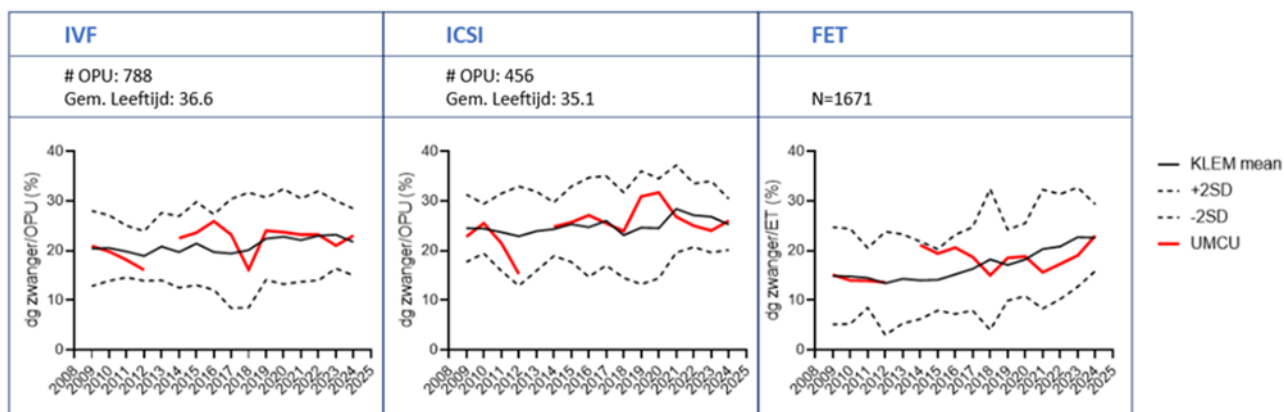 IVF
ICSI
FET
# OPU: 788
Gem. Leeftijd: 36.6
# OPU: 456
Gem. Leeftijd: 35.1
N=1671
dg zwanger/OPU (%)
40
30
20
10
0
2008 2009 2010 2011 2012 2013 2014 2015 2016 2017 2018 2019 2020 2021 2022 2023 2024 2025
dg zwanger/OPU (%)
40
30
20
10
0
2008 2009 2010 2011 2012 2013 2014 2015 2016 2017 2018 2019 2020 2021 2022 2023 2024 2025
dg zwanger/ET (%)
40
30
20
10
0
2008 2009 2010 2011 2012 2013 2014 2015 2016 2017 2018 2019 2020 2021 2022 2023 2024 2025
KLEM mean
+2SD
-2SD
UMCU